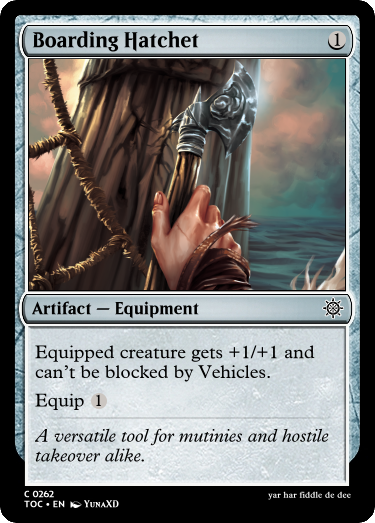 Boarding Hatchet 1
Artifact — Equipment
Equipped creature gets +1/+1 and
can't be blocked by Vehicles.
Equip 1
A versatile tool for mutinies and hostile
takeover alike.
C 0262
TOC • EN YunaXD
yar har fiddle de dee